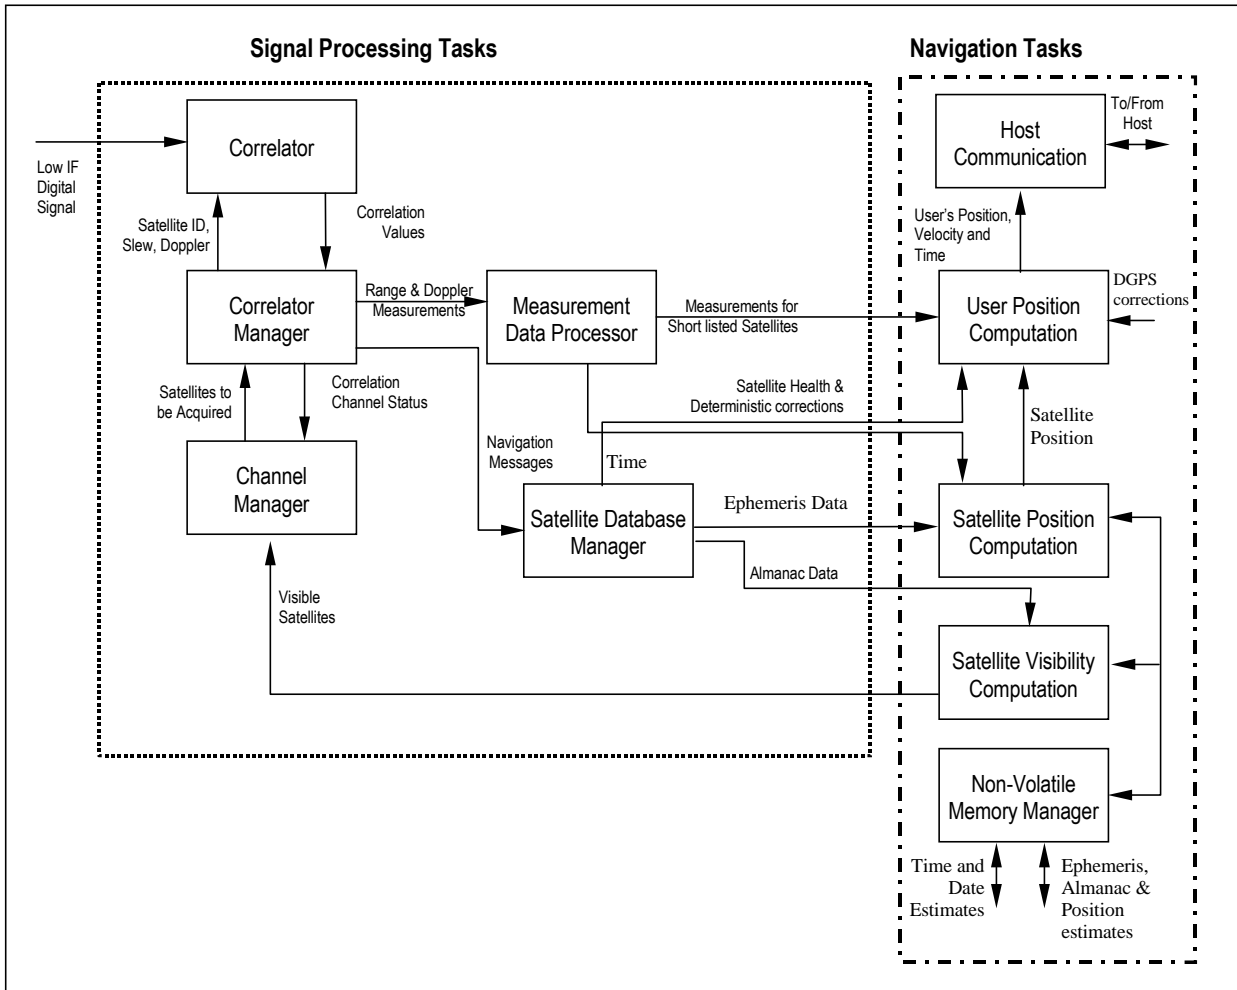 Signal Processing Tasks
Navigation Tasks
Correlator
Low IF
Digital
Signal
Satellite ID,
Slew, Doppler
Correlation
Values
Host
Communication
To/From
Host
User's Position,
Velocity and
Time
DGPS
corrections
Correlator
Manager
Range & Doppler
Measurements
Measurement
Data Processor
Measurements for
Short listed Satellites
User Position
Computation
Satellites to
be Acquired
Correlation
Channel Status
Satellite Health &
Deterministic corrections
Satellite
Position
Channel
Manager
Navigation
Messages
Time
Satellite Database
Manager
Ephemeris Data
Satellite Position
Computation
Almanac Data
Visible
Satellites
Satellite Visibility
Computation
Non-Volatile
Memory Manager
Time and
Date
Estimates
Ephemeris,
Almanac &
Position
estimates